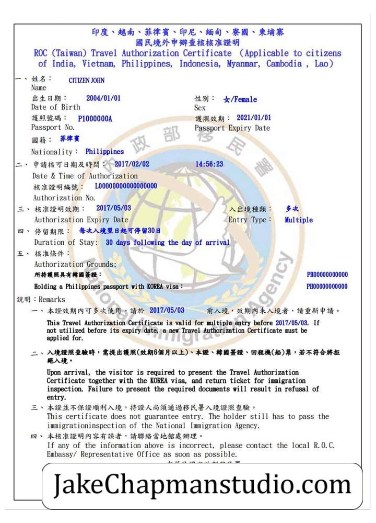 印度、越南、菲律賓、印尼、緬甸、寮國、柬埔寨
國民境外申辦查核核准證明
ROC (Taiwan) Travel Authorization Certificate (Applicable to citizens
of India, Vietnam, Philippines, Indonesia, Myanmar, Cambodia , Lao)
一、姓名： CITIZEN JOHN
Name
出生日期： 2004/01/01 性別： 女/Female
Date of Birth Sex
護照號碼： P1000000A 護照效期： 2021/01/01
Passport No. Passport Expiry Date
國籍： 菲律賓
Nationality: Philippines
二、申請核可日期及時間： 2017/02/02 14:56:23
Date & Time of Authorization
核准證明編號： L00000000000000000
Authorization No.
三、核准證明效期： 2017/05/03 入出境種類： 多次
Authorization Expiry Date Entry Type: Multiple
四、停留期限： 每次入境翌日起可停留30日
Duration of Stay: 30 days following the day of arrival
五、核准條件：
Authorization Grounds:
所持護照具有韓國簽證： PB00000000000
Holding a Philippines passport with KOREA visa： PB00000000000
說明：Remarks
一、本證效期內可多次使用，請於 2017/05/03 前入境，效期內未入境者，請重新申請。
This Travel Authorization Certificate is valid for multiple entry before 2017/05/03. If
not utilized before its expiry date, a new Travel Authorization Certificate must be
applied for.
二、入境證照查驗時，需提出護照(效期6個月以上)、本證、韓國簽證、回程機(船)票，若不符合將拒
絕入境。
Upon arrival, the visitor is required to present the Travel Authorization
Certificate together with the KOREA visa, and return ticket for immigration
inspection. Failure to present the required documents will result in refusal of
entry.
三、本證並不保證順利入境，持證人尚須通過移民署入境證照查驗。
This certificate does not guarantee entry. The holder still has to pass the
immigrationinspection of the National Immigration Agency.
四、本核准證明內容有誤者，請聯絡當地館處辦理。
If any of the information above is incorrect, please contact the local R.O.C.
Embassy/ Representative Office as soon as possible.
JakeChapmanstudio.com